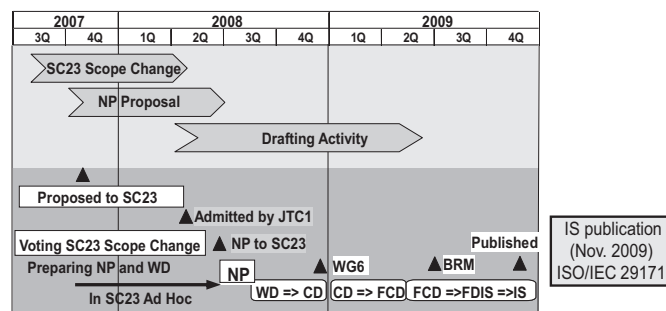 2007 2008 2009
3Q 4Q 1Q 2Q 3Q 4Q 1Q 2Q 3Q 4Q
SC23 Scope Change
NP Proposal
Drafting Activity
Proposed to SC23
Admitted by JTC1
Voting SC23 Scope Change
NP to SC23
Published
Preparing NP and WD
NP
WG6
BRM
In SC23 Ad Hoc
WD => CD
CD => FCD
FCD =>FDIS =>IS
IS publication
(Nov. 2009)
ISO/IEC 29171